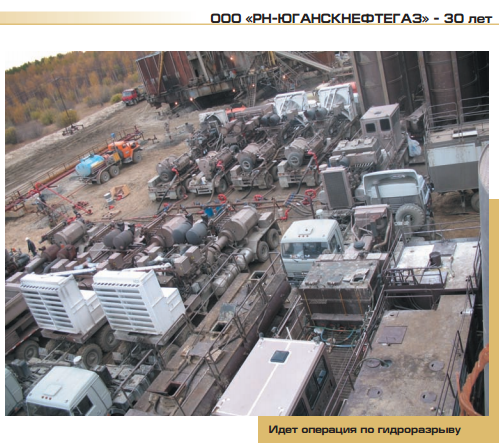 ООО «РН-ЮГАНСКНЕФТЕГАЗ» - 30 лет
Идет операция по гидроразрыву